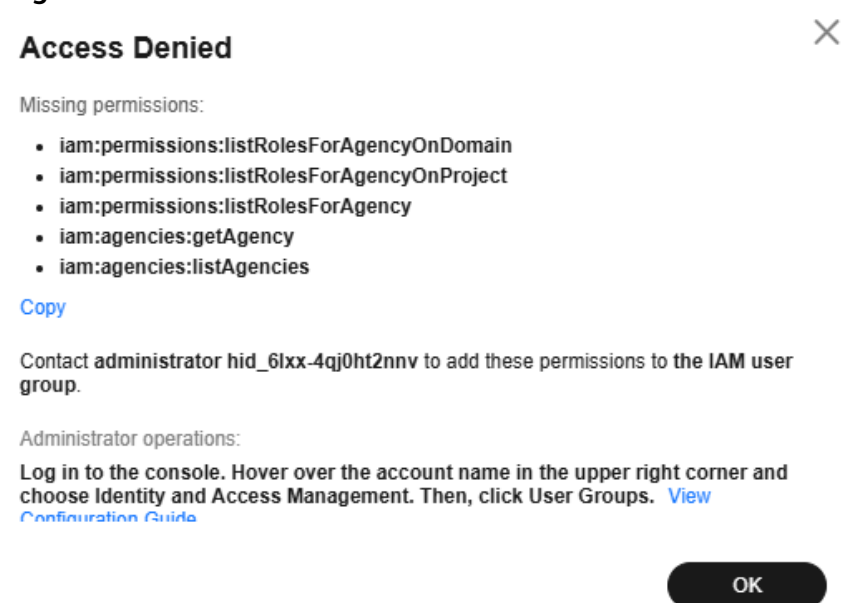 Access Denied
Missing permissions:
• iam:permissions:listRolesForAgencyOnDomain
• iam:permissions:listRolesForAgencyOnProject
• iam:permissions:listRolesForAgency
• iam:agencies:getAgency
• iam:agencies:listAgencies
Copy
Contact administrator hid_6lxx-4qj0ht2nnv to add these permissions to the IAM user
group.
Administrator operations:
Log in to the console. Hover over the account name in the upper right corner and
choose Identity and Access Management. Then, click User Groups. View
Configuration Guide
OK